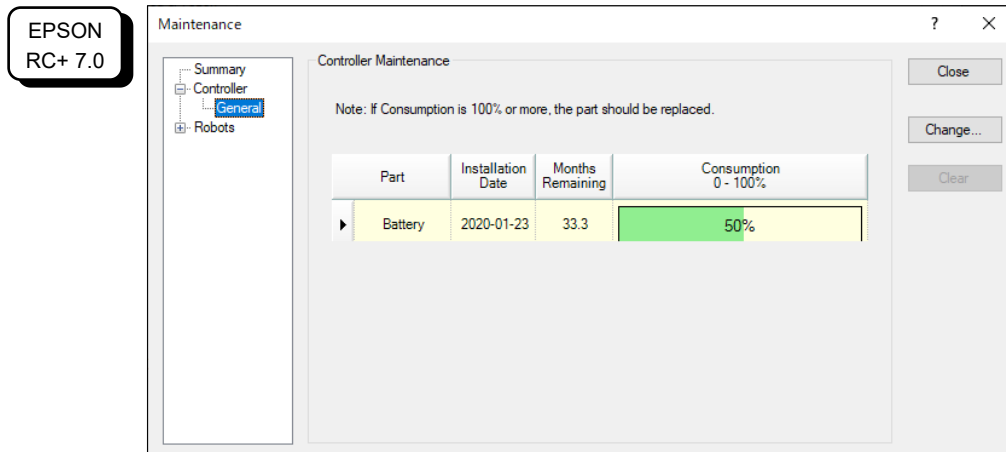 EPSON
RC+ 7.0
Maintenance
?
Summary
Controller
General
Robots
Controller Maintenance
Note: If Consumption is 100% or more, the part should be replaced.
Part
Installation
Date
Months
Remaining
Consumption
0 - 100%
Battery 2020-01-23 33.3 50%
Close
Change...
Clear